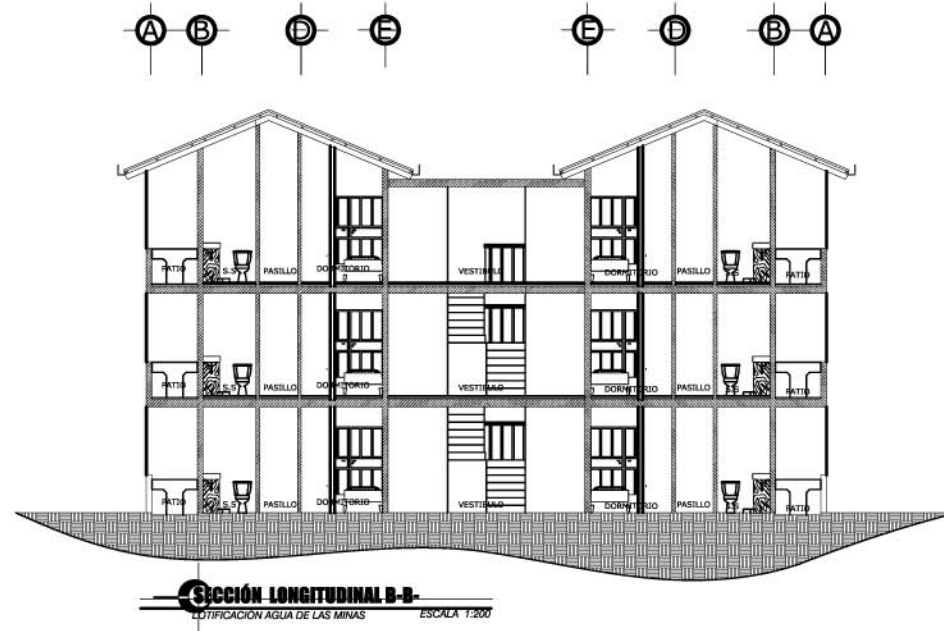 A B D E E D B A
PATIO S.S PASILLO DORMITORIO VESTIBULO DORMITORIO PASILLO S.S PATIO
PATIO S.S PASILLO DORMITORIO VESTIBULO DORMITORIO PASILLO S.S PATIO
PATIO S.S PASILLO DORMITORIO VESTIBULO DORMITORIO PASILLO S.S PATIO
SECCIÓN LONGITUDINAL B-B-
LOTIFICACIÓN AGUA DE LAS MINAS ESCALA 1:200